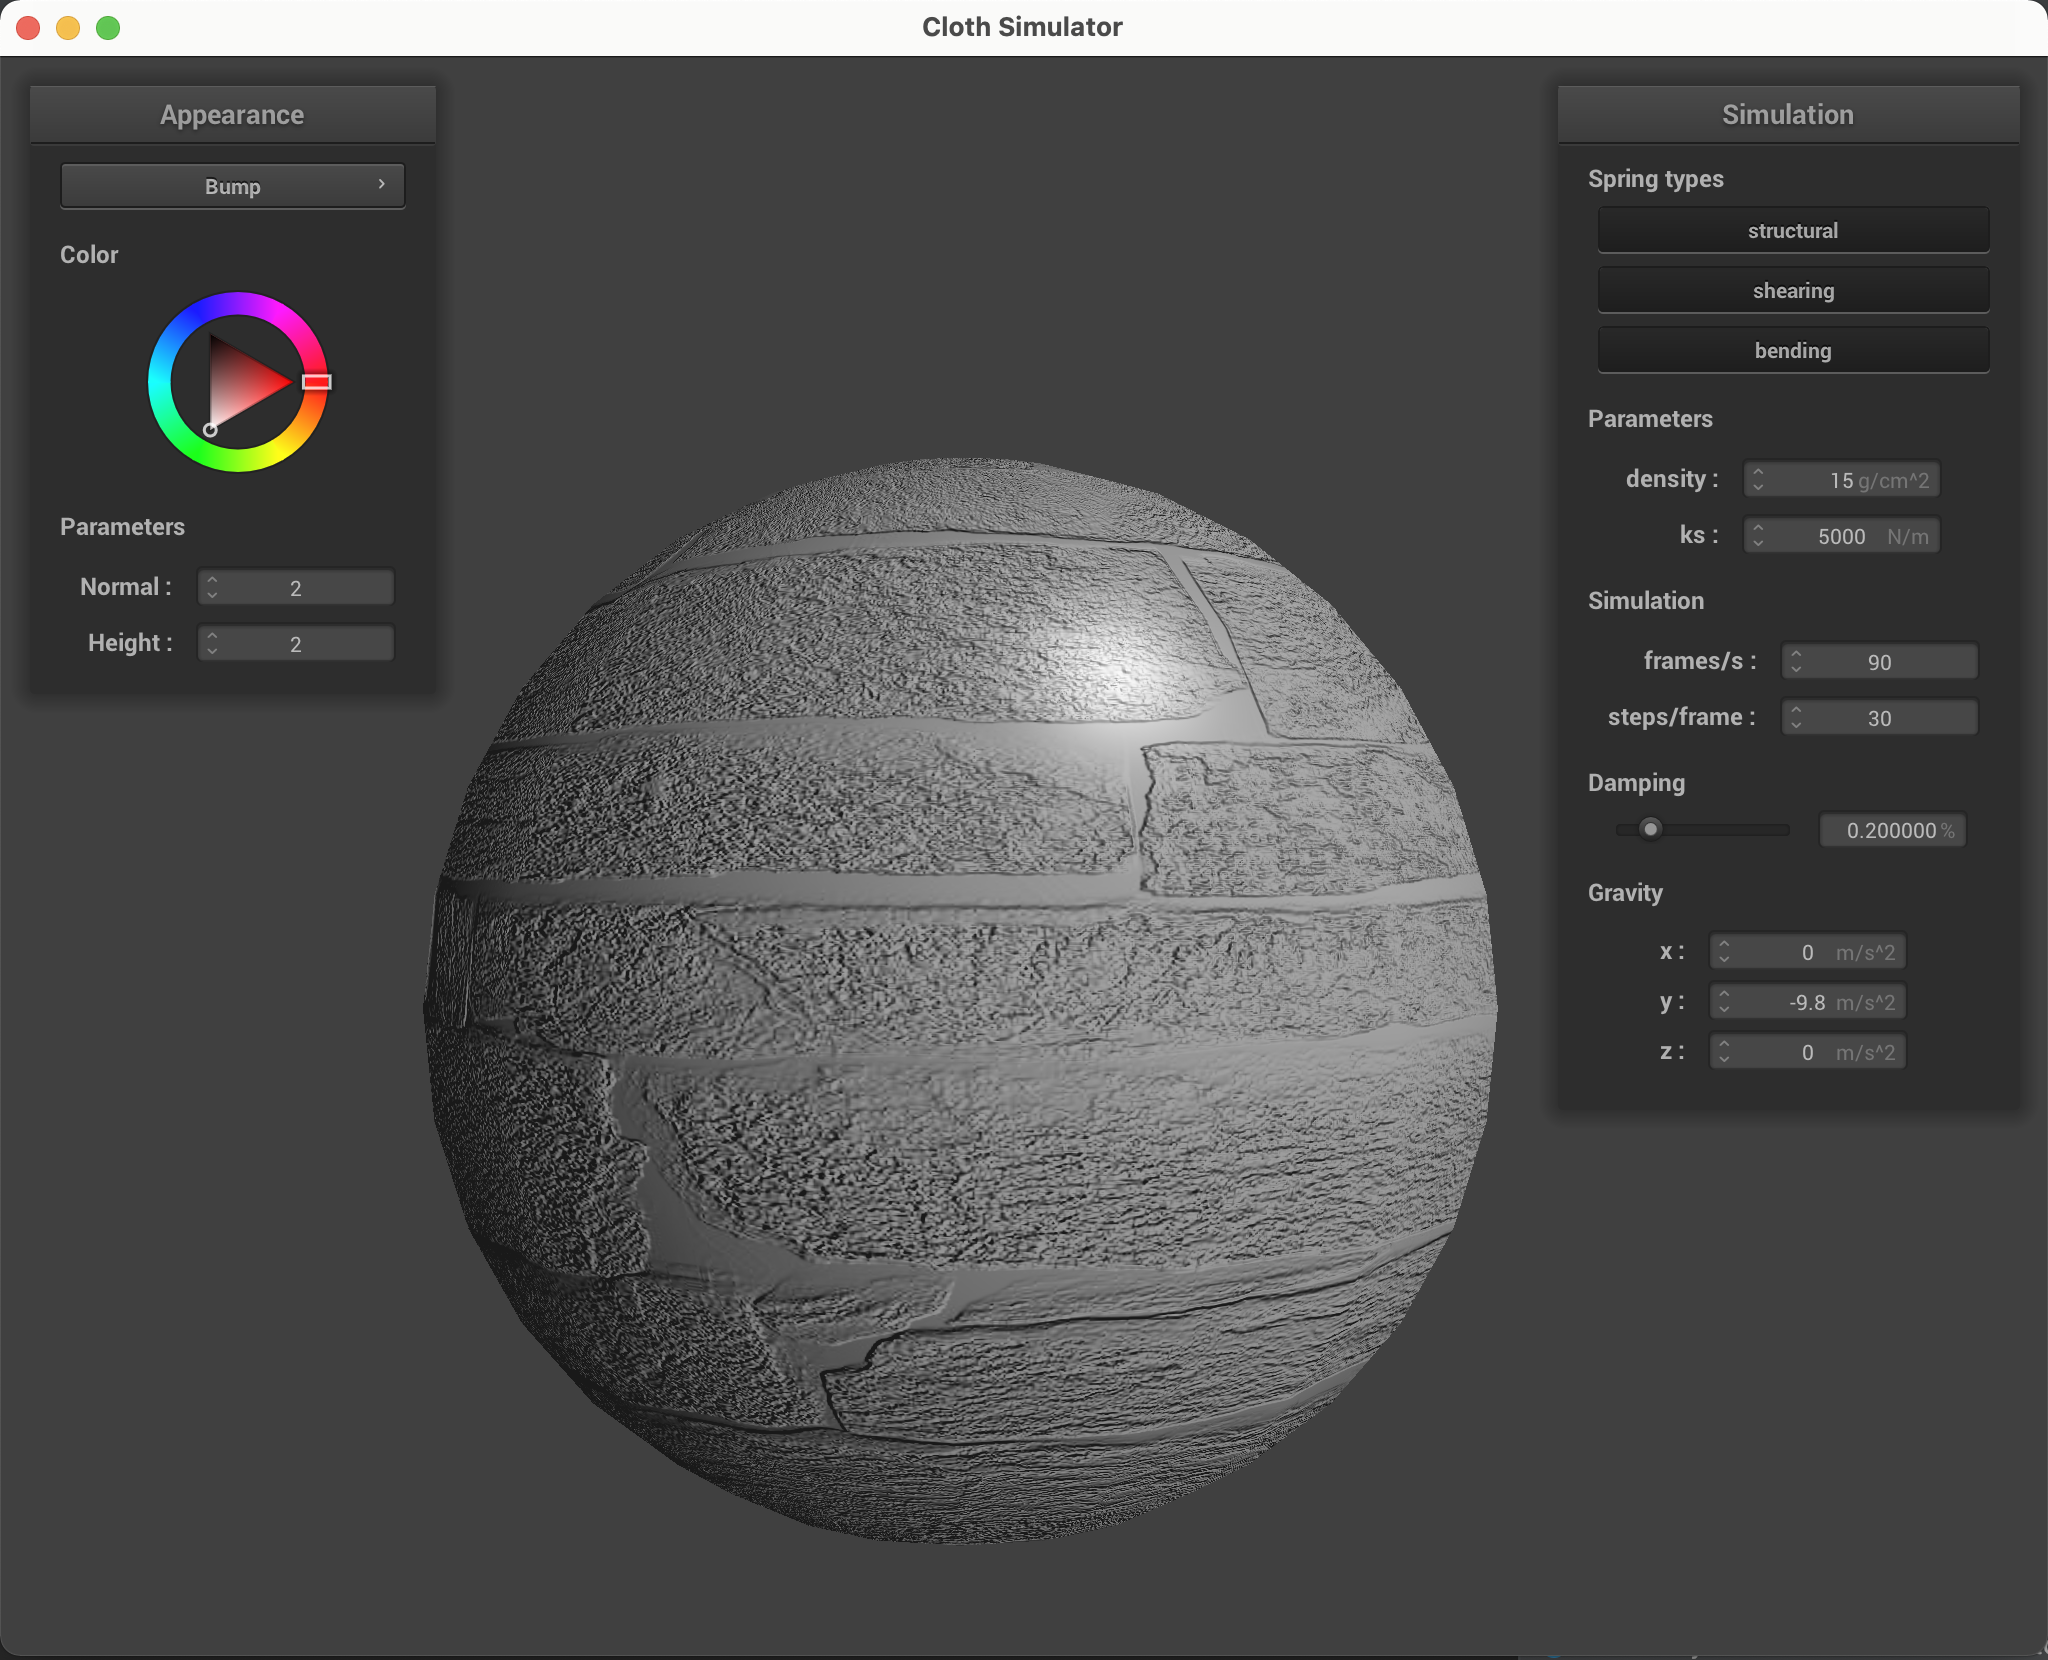 Cloth Simulator
Appearance
Bump
Color
Parameters
Normal : 2
Height : 2
Simulation
Spring types
structural
shearing
bending
Parameters
density : 15 g/cm^2
ks : 5000 N/m
Simulation
frames/s : 90
steps/frame : 30
Damping
0.200000 %
Gravity
x : 0 m/s^2
y : -9.8 m/s^2
z : 0 m/s^2